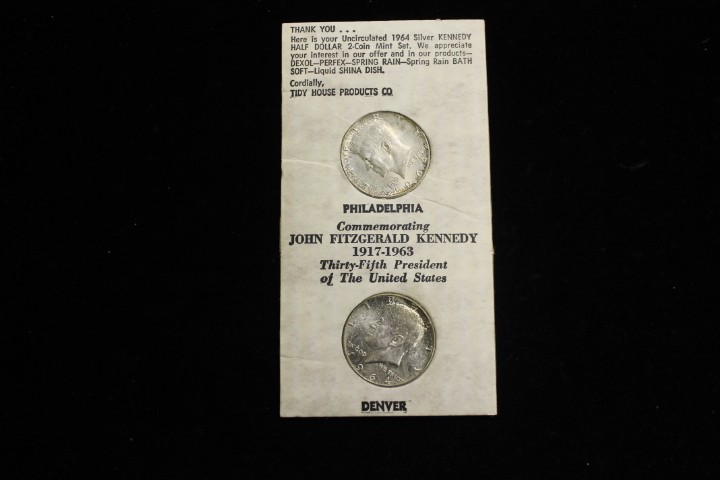 THANK YOU . . .
Here is your Uncirculated 1964 Silver KENNEDY
HALF DOLLAR 2-Coin Mint Set. We appreciate
your interest in our offer and in our products—
DEXOL—PERFEX—SPRING RAIN—Spring Rain BATH
SOFT—Liquid SHINA DISH.
Cordially,
TIDY HOUSE PRODUCTS CO
PHILADELPHIA
Commemorating
JOHN FITZGERALD KENNEDY
1917-1963
Thirty-Fifth President
of The United States
DENVER